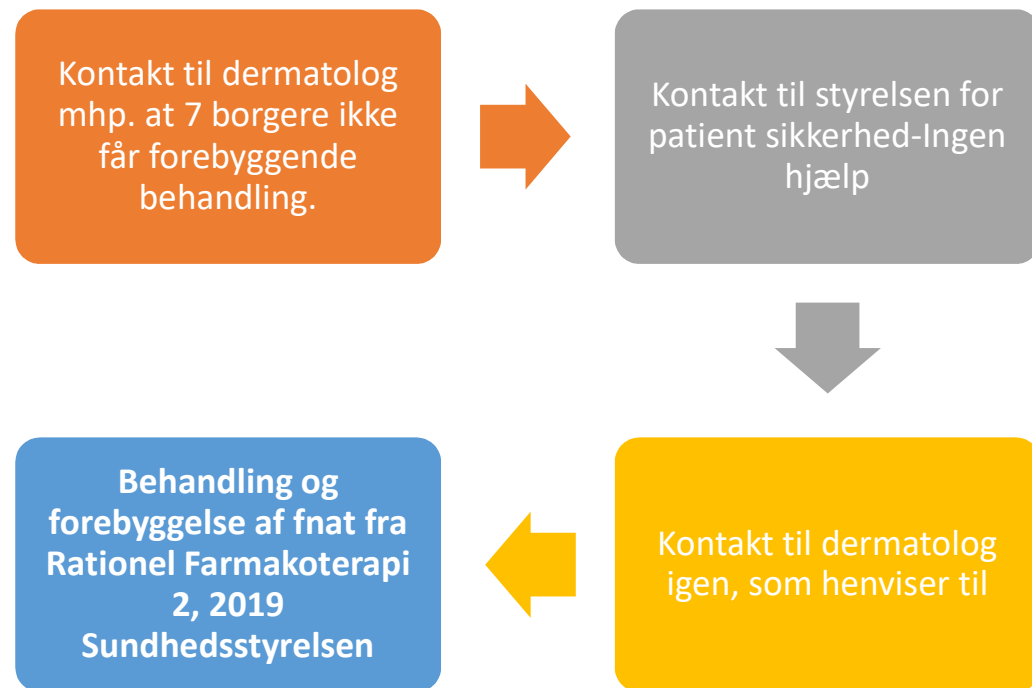 Kontakt til dermatolog
mhp. at 7 borgere ikke
får forebyggende
behandling.
Kontakt til styrelsen for
patient sikkerhed-Ingen
hjælp
Kontakt til dermatolog
igen, som henviser til
Behandling og
forebyggelse af fnat fra
Rationel Farmakoterapi
2, 2019
Sundhedsstyrelsen